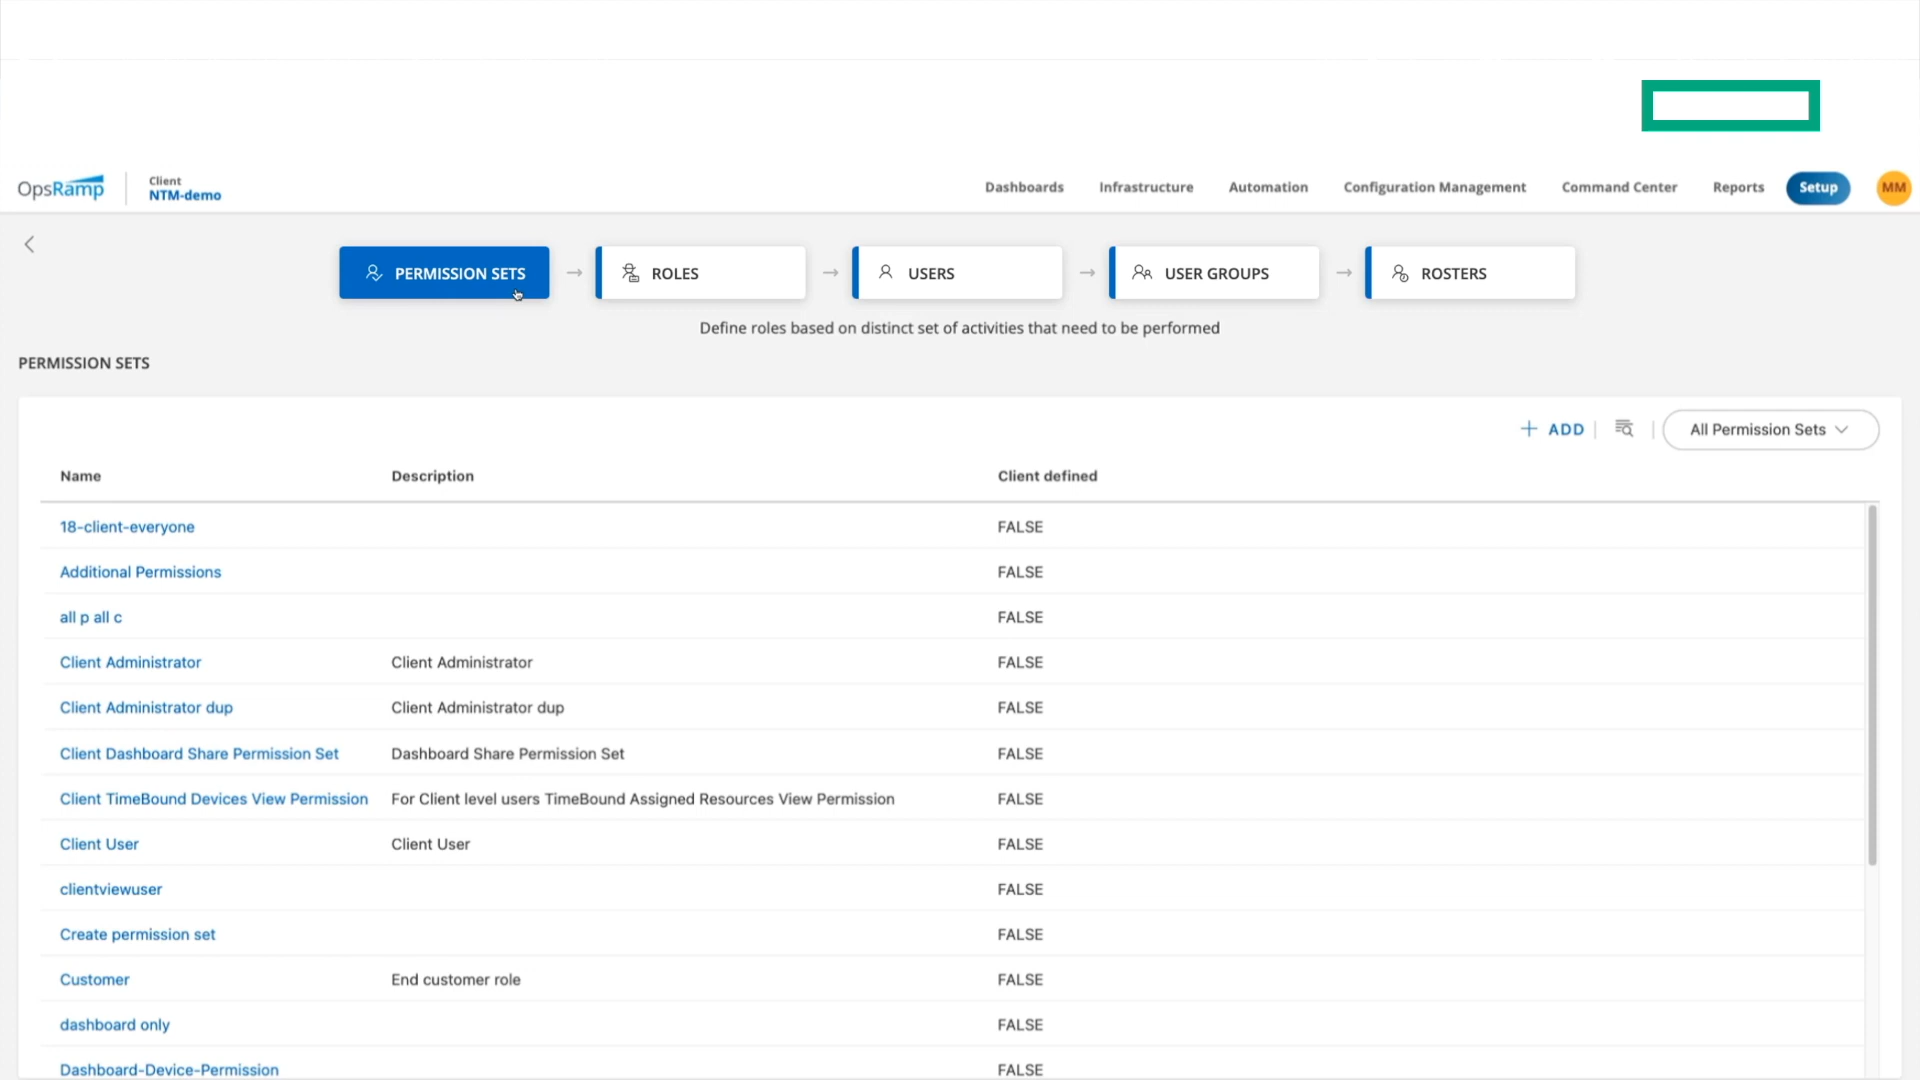 OpsRamp
Client
NTM-demo
Dashboards Infrastructure Automation Configuration Management Command Center Reports Setup MM
PERMISSION SETS ROLES USERS USER GROUPS ROSTERS
Define roles based on distinct set of activities that need to be performed
PERMISSION SETS
ADD All Permission Sets
Name Description Client defined
18-client-everyone FALSE
Additional Permissions FALSE
all p all c FALSE
Client Administrator Client Administrator FALSE
Client Administrator dup Client Administrator dup FALSE
Client Dashboard Share Permission Set Dashboard Share Permission Set FALSE
Client TimeBound Devices View Permission For Client level users TimeBound Assigned Resources View Permission FALSE
Client User Client User FALSE
clientviewuser FALSE
Create permission set FALSE
Customer End customer role FALSE
dashboard only FALSE
Dashboard-Device-Permission FALSE